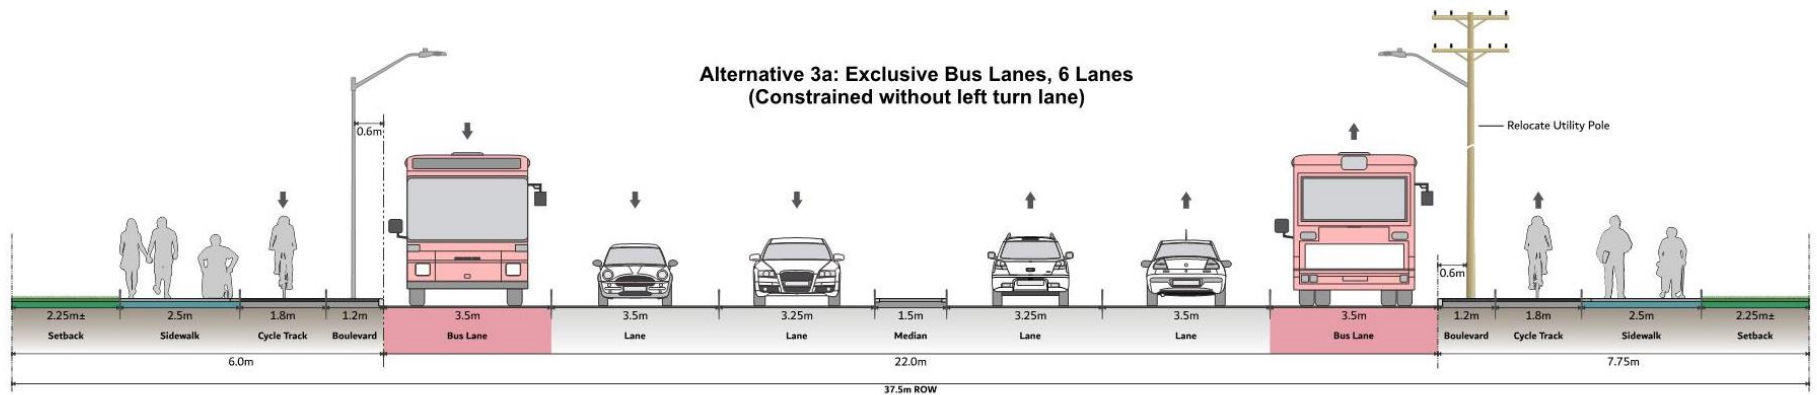 Alternative 3a: Exclusive Bus Lanes, 6 Lanes
(Constrained without left turn lane)
0.6m
Relocate Utility Pole
0.6m
2.25m± 2.5m 1.8m 1.2m 3.5m 3.5m 3.25m 1.5m 3.25m 3.5m 3.5m 1.2m 1.8m 2.5m 2.25m±
Setback Sidewalk Cycle Track Boulevard Bus Lane Lane Lane Median Lane Lane Bus Lane Boulevard Cycle Track Sidewalk Setback
6.0m 22.0m 7.75m
37.5m ROW